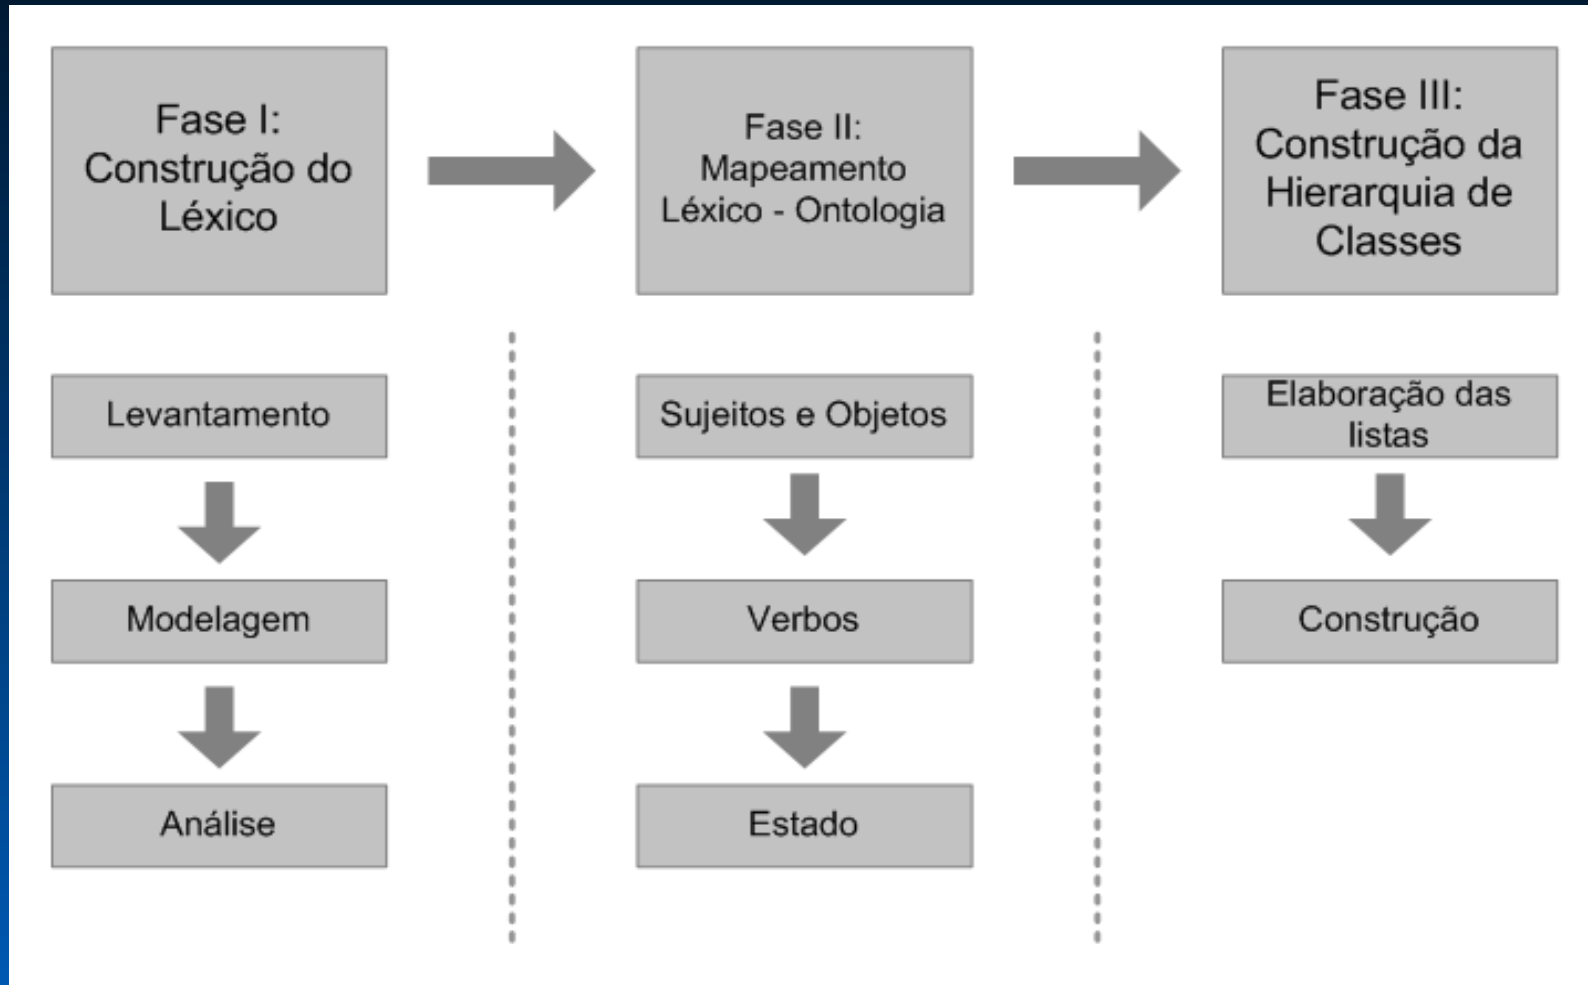 Fase I:
Construção do
Léxico
Fase II:
Mapeamento
Léxico - Ontologia
Fase III:
Construção da
Hierarquia de
Classes
Levantamento
Modelagem
Análise
Sujeitos e Objetos
Verbos
Estado
Elaboração das
listas
Construção